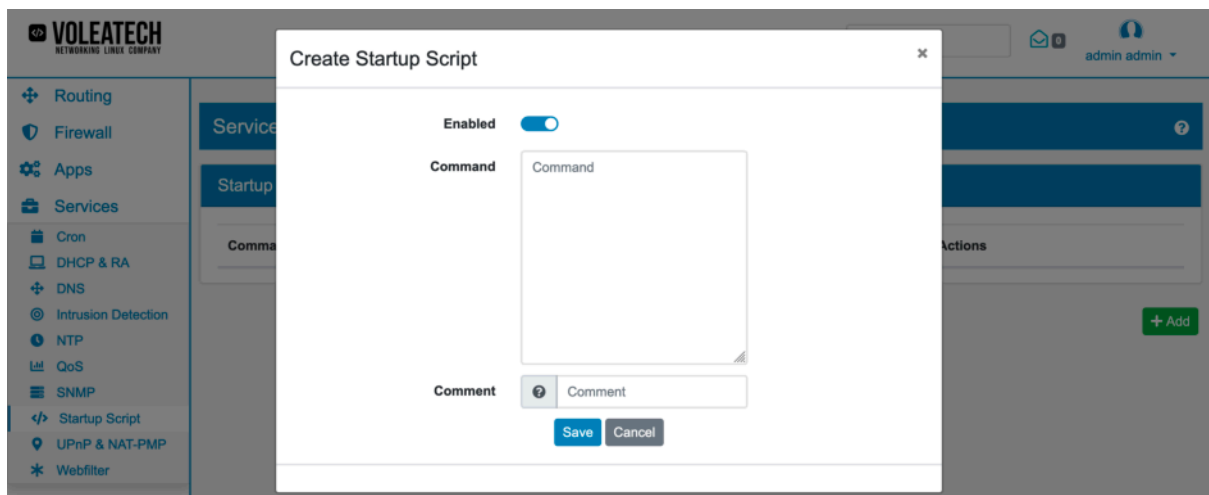 VOLEATECH
NETWORKING LINUX COMPANY
0
admin admin
Create Startup Script
×
Routing
Firewall
Apps
Services
Cron
DHCP & RA
DNS
Intrusion Detection
NTP
QoS
SNMP
Startup Script
UPnP & NAT-PMP
Webfilter
Service
Startup
Comma
Actions
+ Add
Enabled
Command
Command
Comment
Comment
Save
Cancel